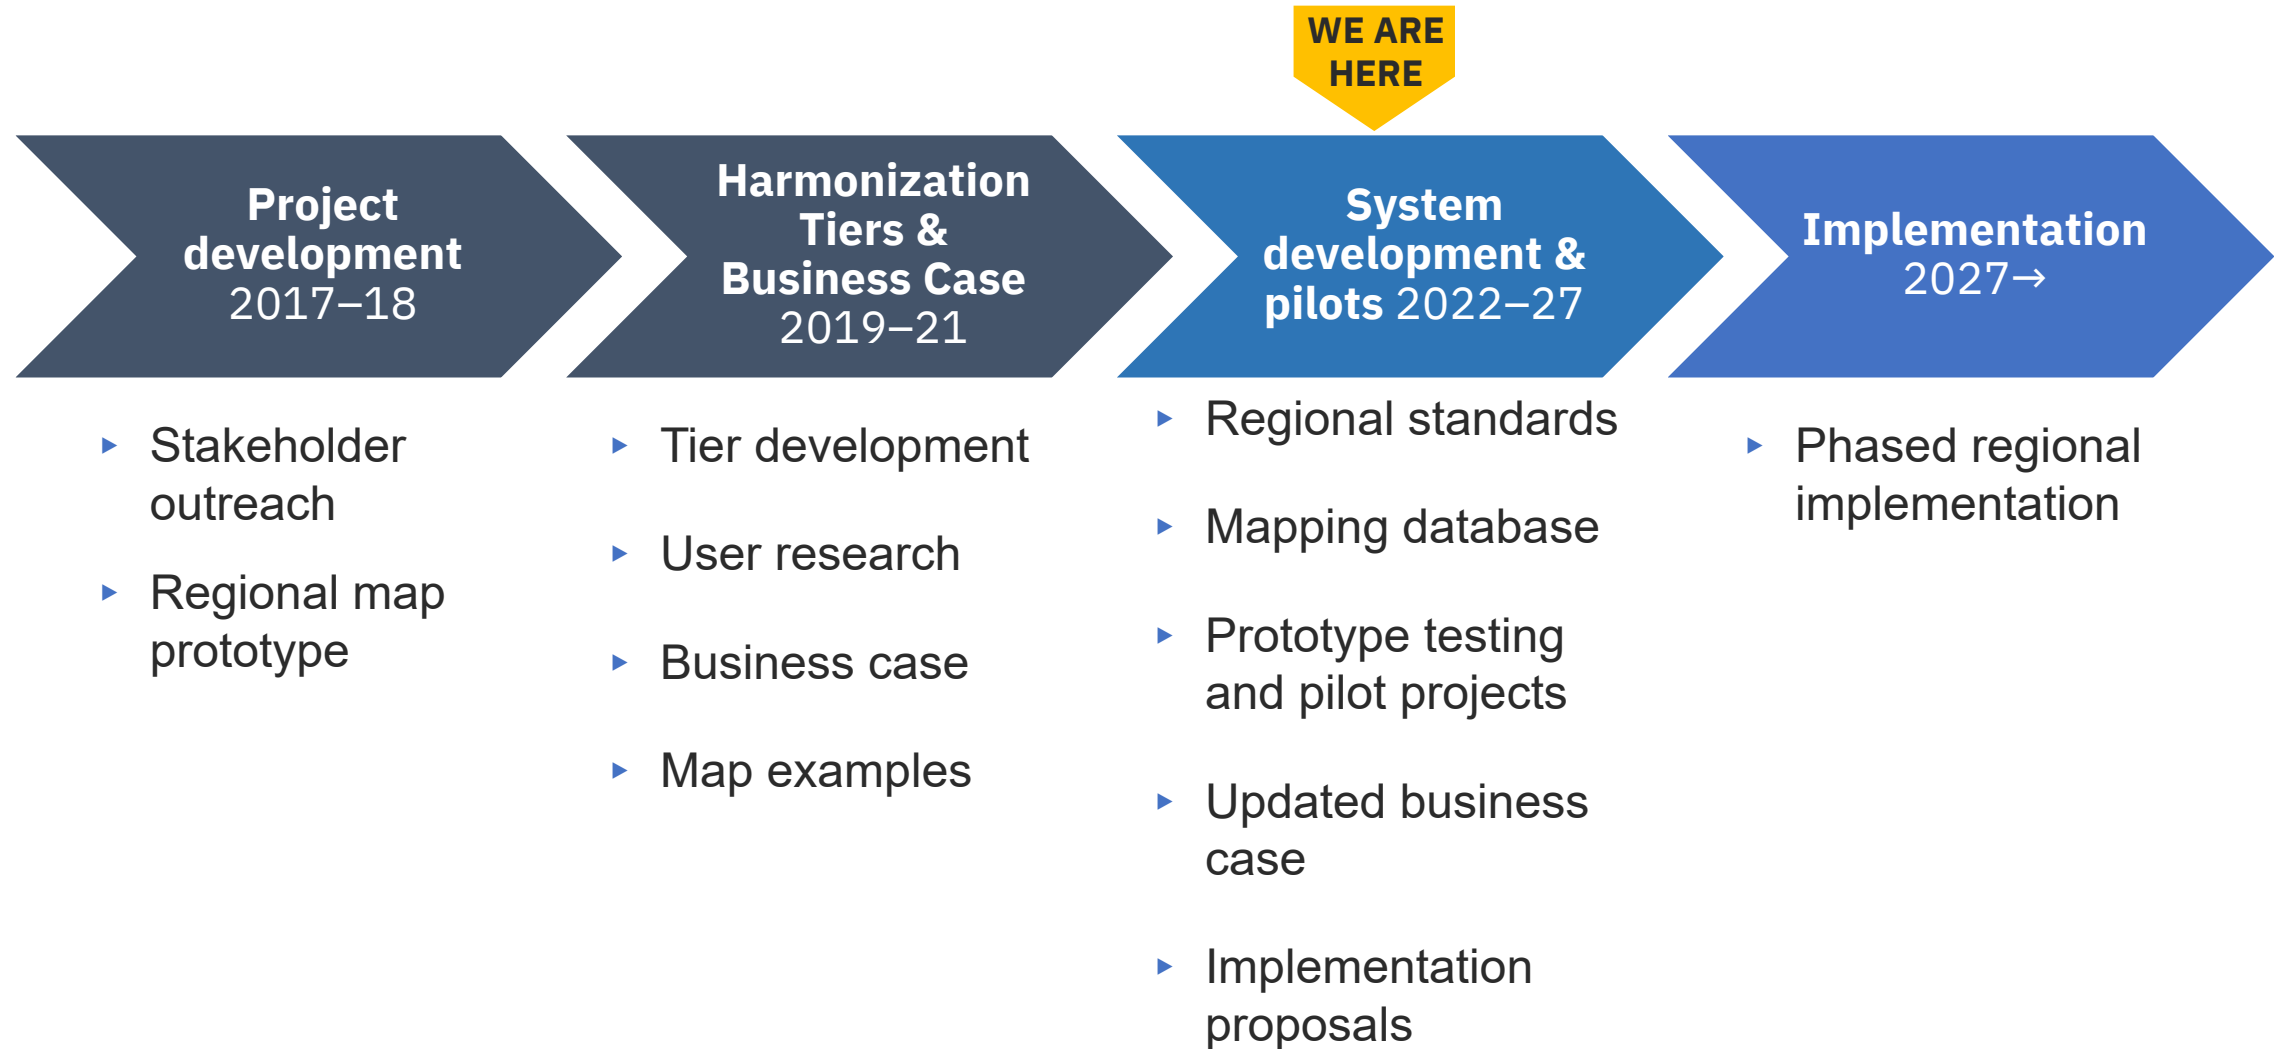 WE ARE
HERE
Project
development
2017–18
Harmonization
Tiers &
Business Case
2019–21
System
development &
pilots 2022–27
Implementation
2027→
Stakeholder
outreach
Regional map
prototype
Tier development
User research
Business case
Map examples
Regional standards
Mapping database
Prototype testing
and pilot projects
Updated business
case
Implementation
proposals
Phased regional
implementation